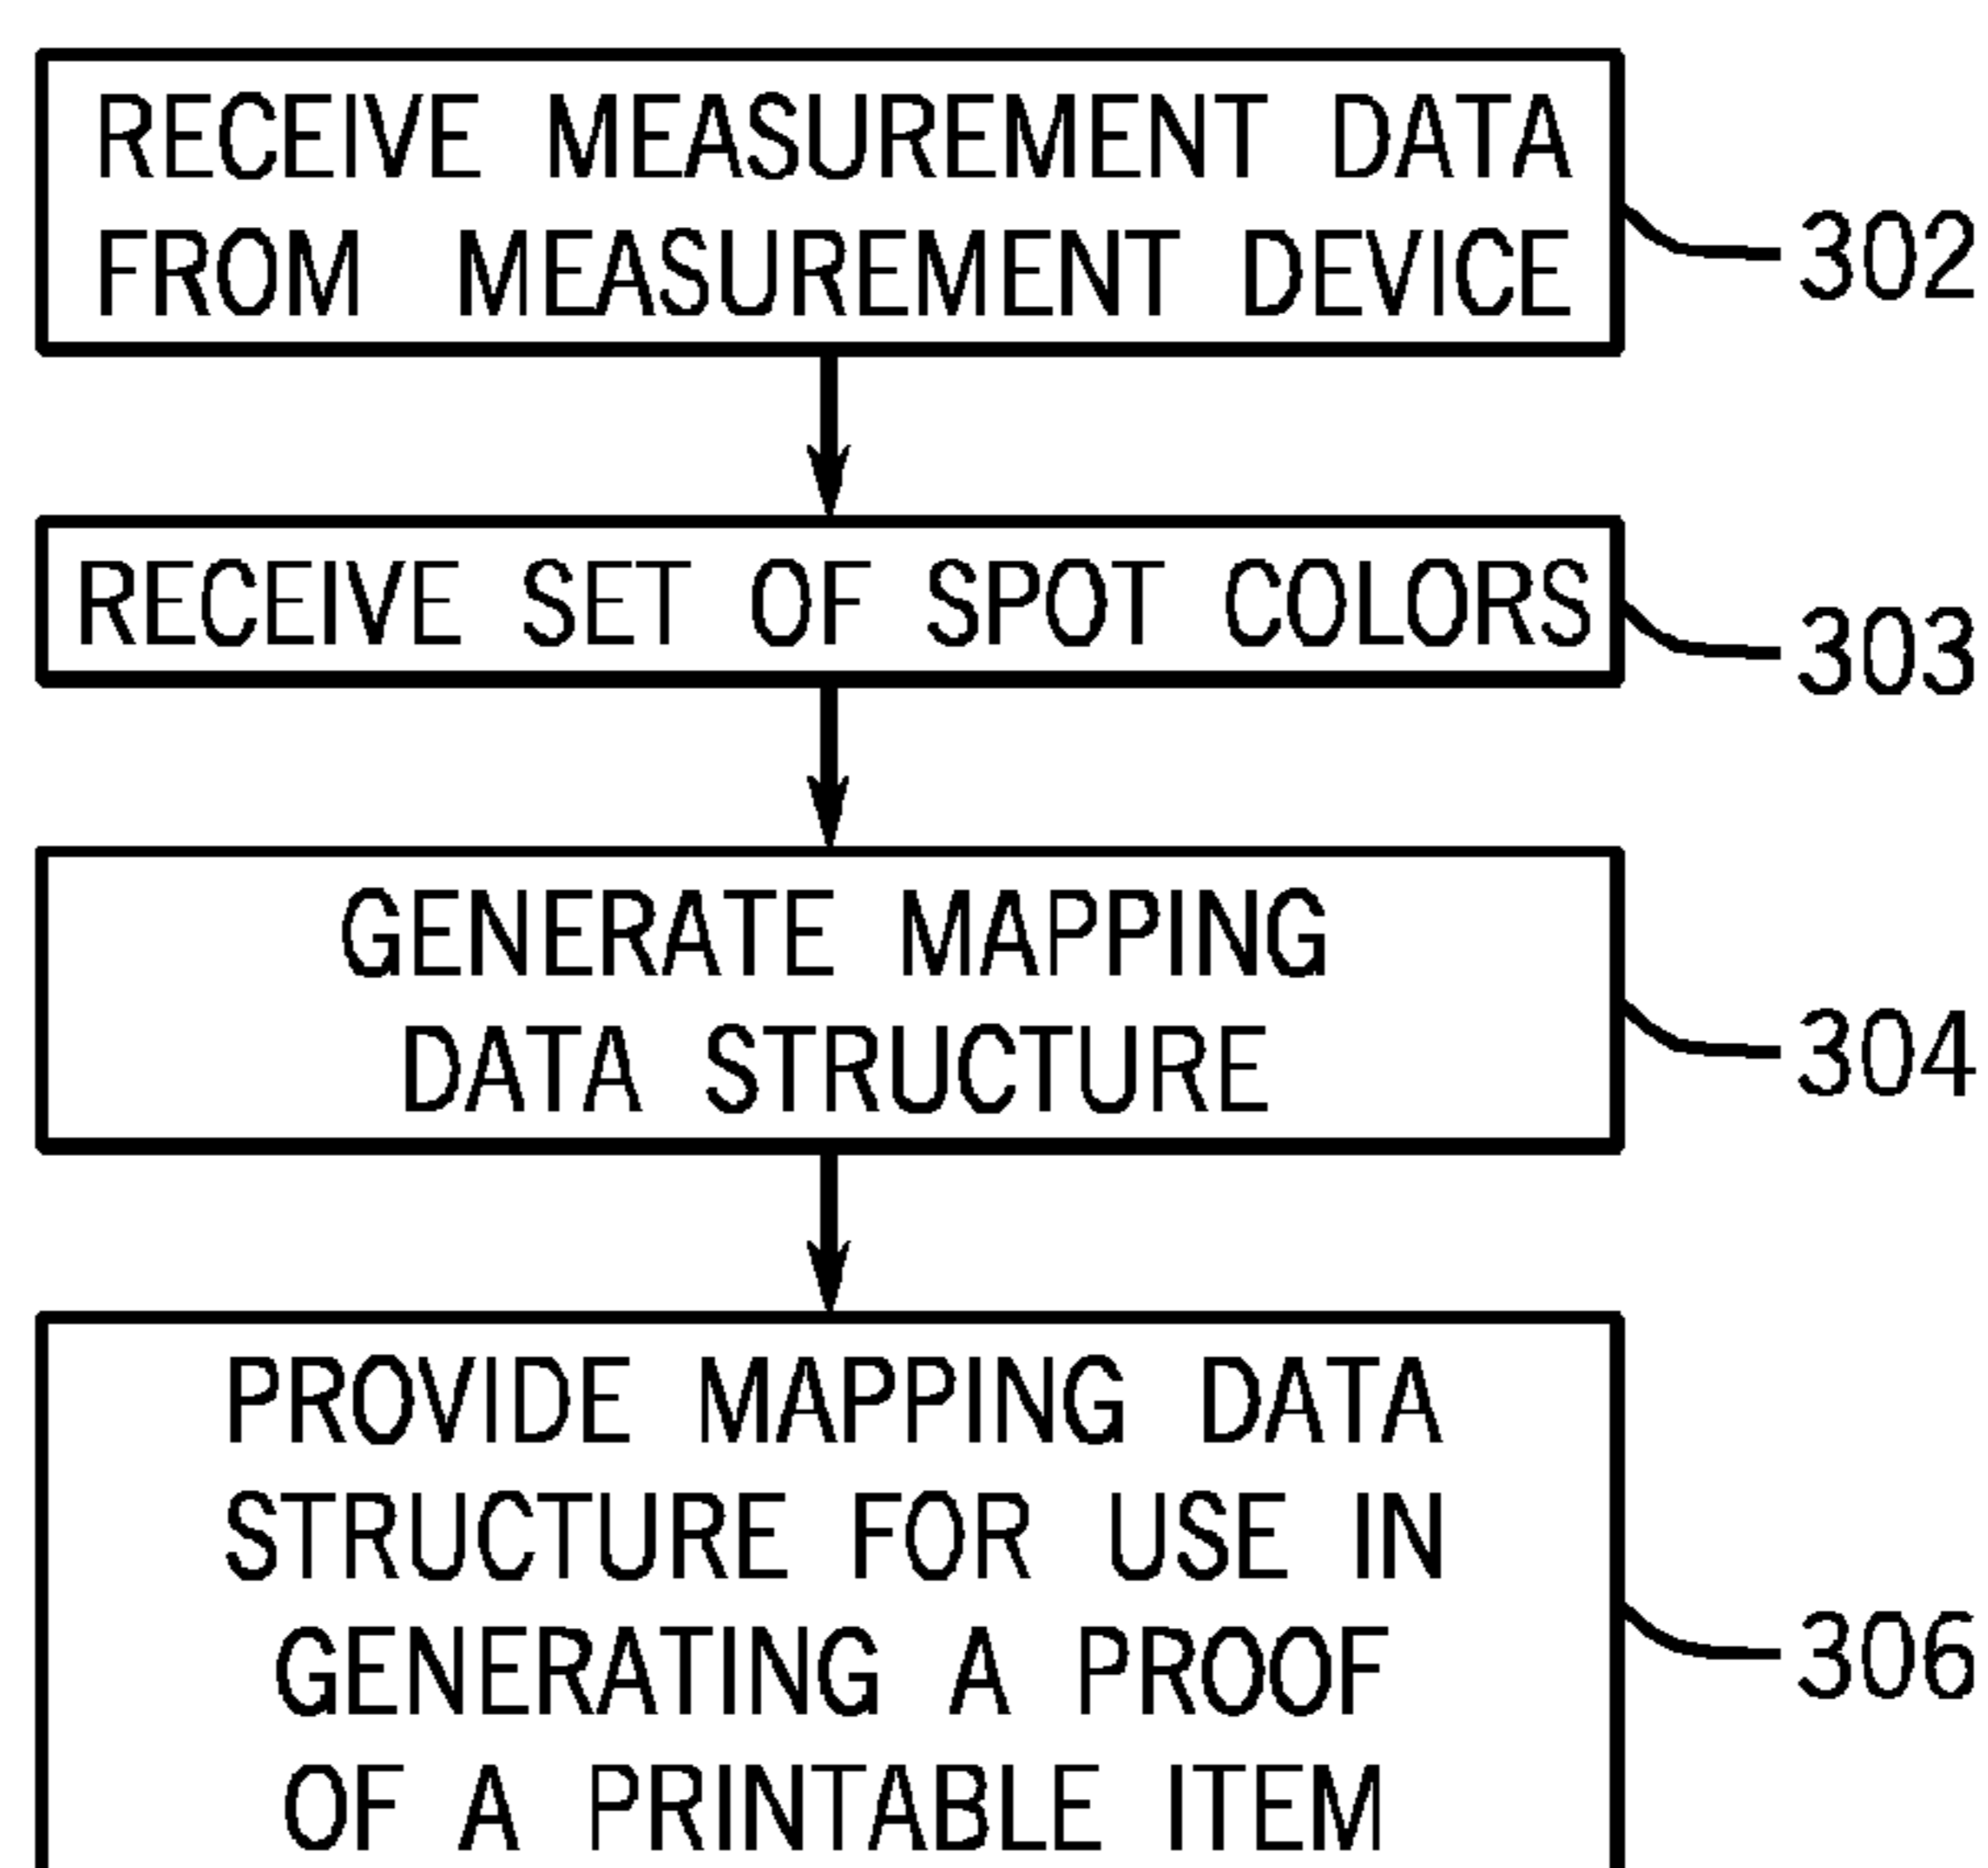 RECEIVE MEASUREMENT DATA
FROM MEASUREMENT DEVICE
302
RECEIVE SET OF SPOT COLORS
303
GENERATE MAPPING
DATA STRUCTURE
304
PROVIDE MAPPING DATA
STRUCTURE FOR USE IN
GENERATING A PROOF
OF A PRINTABLE ITEM
306